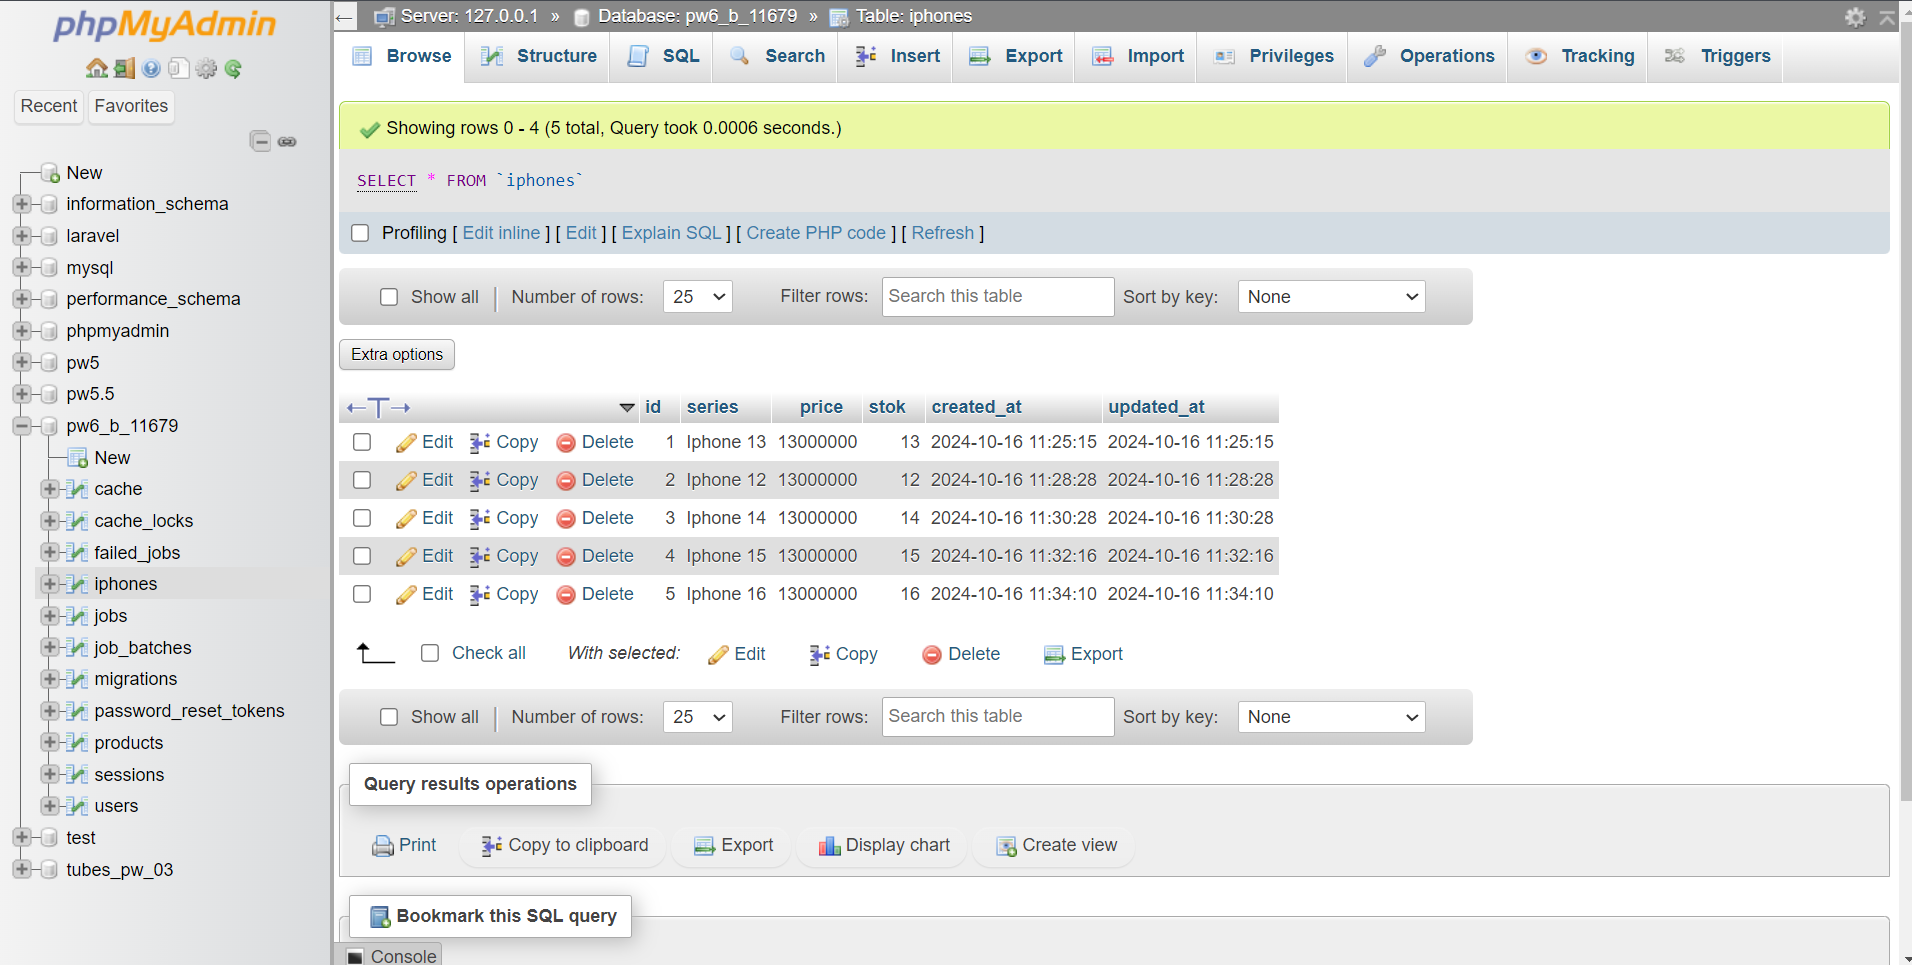 phpMyAdmin
Recent Favorites
New
information_schema
laravel
mysql
performance_schema
phpmyadmin
pw5
pw5.5
pw6_b_11679
New
cache
cache_locks
failed_jobs
iphones
jobs
job_batches
migrations
password_reset_tokens
products
sessions
users
test
tubes_pw_03
Server: 127.0.0.1 » Database: pw6_b_11679 » Table: iphones
Browse Structure SQL Search Insert Export Import Privileges Operations Tracking Triggers
Showing rows 0 - 4 (5 total, Query took 0.0006 seconds.)
SELECT * FROM `iphones`
Profiling [ Edit inline ] [ Edit ] [ Explain SQL ] [ Create PHP code ] [ Refresh ]
Show all | Number of rows: 25 Filter rows: Search this table Sort by key: None
Extra options
←T→ id series price stok created_at updated_at
Edit Copy Delete 1 Iphone 13 13000000 13 2024-10-16 11:25:15 2024-10-16 11:25:15
Edit Copy Delete 2 Iphone 12 13000000 12 2024-10-16 11:28:28 2024-10-16 11:28:28
Edit Copy Delete 3 Iphone 14 13000000 14 2024-10-16 11:30:28 2024-10-16 11:30:28
Edit Copy Delete 4 Iphone 15 13000000 15 2024-10-16 11:32:16 2024-10-16 11:32:16
Edit Copy Delete 5 Iphone 16 13000000 16 2024-10-16 11:34:10 2024-10-16 11:34:10
Check all With selected: Edit Copy Delete Export
Show all | Number of rows: 25 Filter rows: Search this table Sort by key: None
Query results operations
Print Copy to clipboard Export Display chart Create view
Bookmark this SQL query
Console